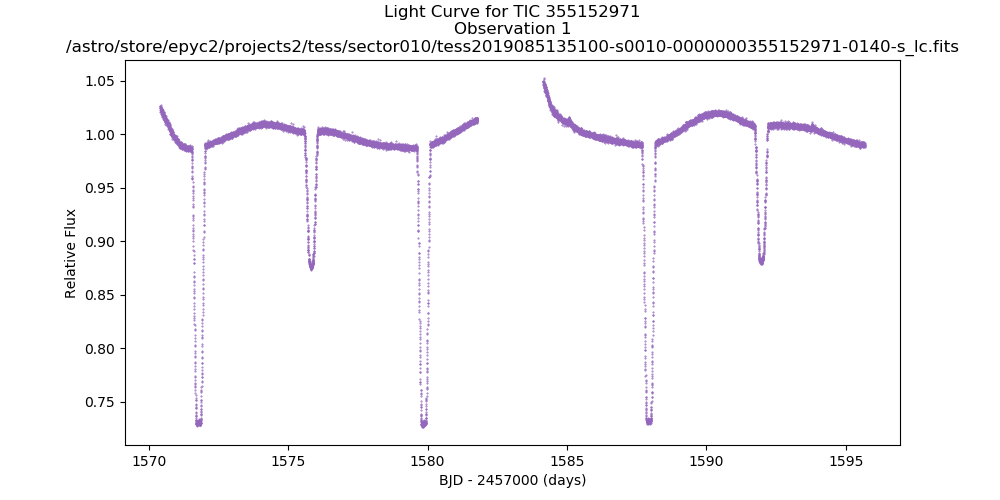 Light Curve for TIC 355152971
Observation 1
/astro/store/epyc2/projects2/tess/sector010/tess2019085135100-s0010-0000000355152971-0140-s_lc.fits
1.05
1.00
0.95
0.90
0.85
0.80
0.75
Relative Flux
1570
1575
1580
1585
1590
1595
BJD - 2457000 (days)